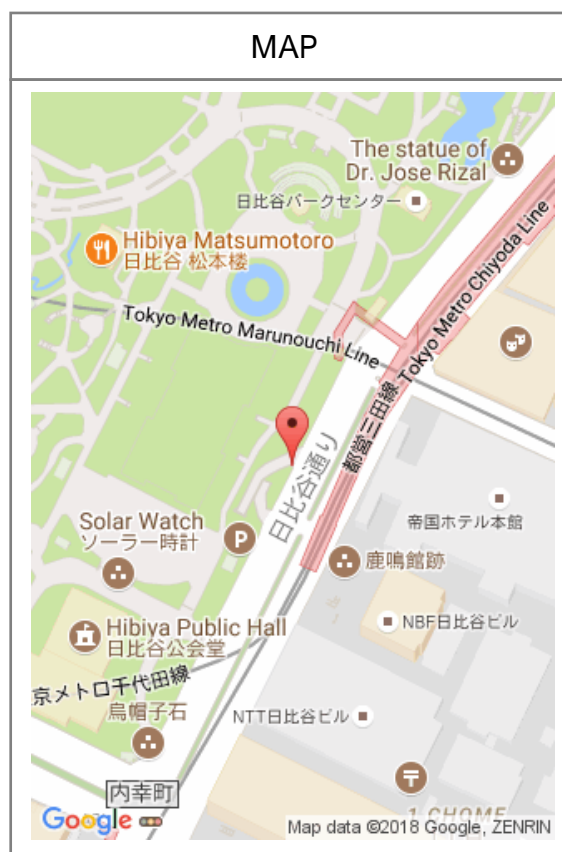 MAP
The statue of
Dr. Jose Rizal
日比谷パークセンター
Hibiya Matsumotoro
日比谷 松本楼
Tokyo Metro Chiyoda Line
Tokyo Metro Marunouchi Line
都営三田線
日比谷通り
帝国ホテル本館
Solar Watch
ソーラー時計
P
鹿鳴館跡
Hibiya Public Hall
日比谷公会堂
NBF日比谷ビル
京メトロ千代田線
烏帽子石
NTT日比谷ビル
内幸町
1 CHOME
Google
Map data ©2018 Google, ZENRIN